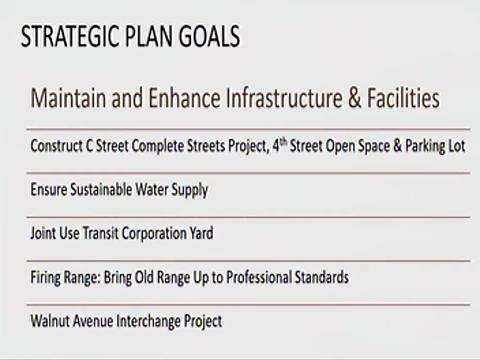 STRATEGIC PLAN GOALS
Maintain and Enhance Infrastructure & Facilities
Construct C Street Complete Streets Project, 4th Street Open Space & Parking Lot
Ensure Sustainable Water Supply
Joint Use Transit Corporation Yard
Firing Range: Bring Old Range Up to Professional Standards
Walnut Avenue Interchange Project